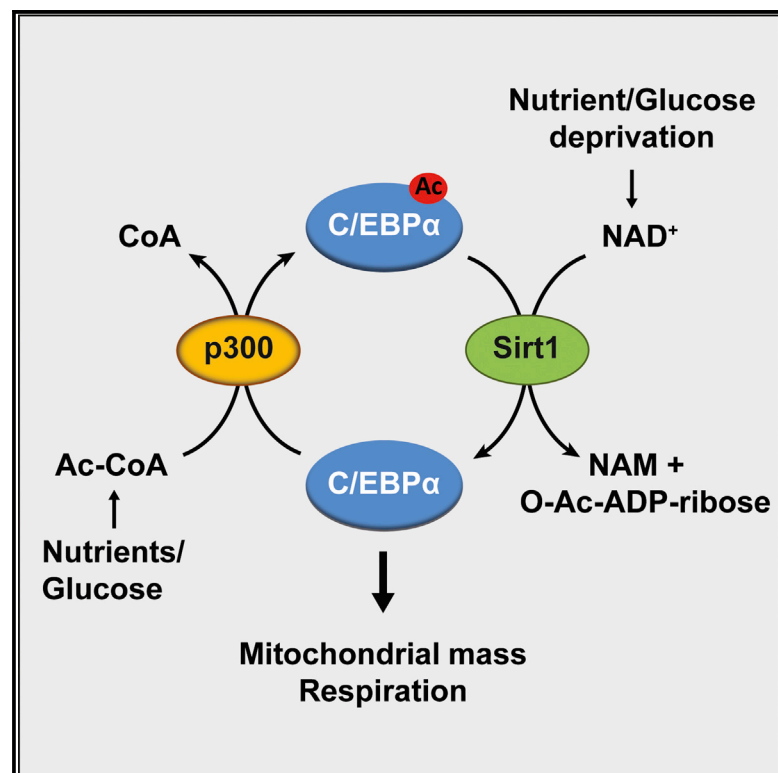 Nutrient/Glucose
deprivation
Ac
C/EBPα
CoA
NAD⁺
p300
Sirt1
Ac-CoA
C/EBPα
NAM +
O-Ac-ADP-ribose
Nutrients/
Glucose
Mitochondrial mass
Respiration